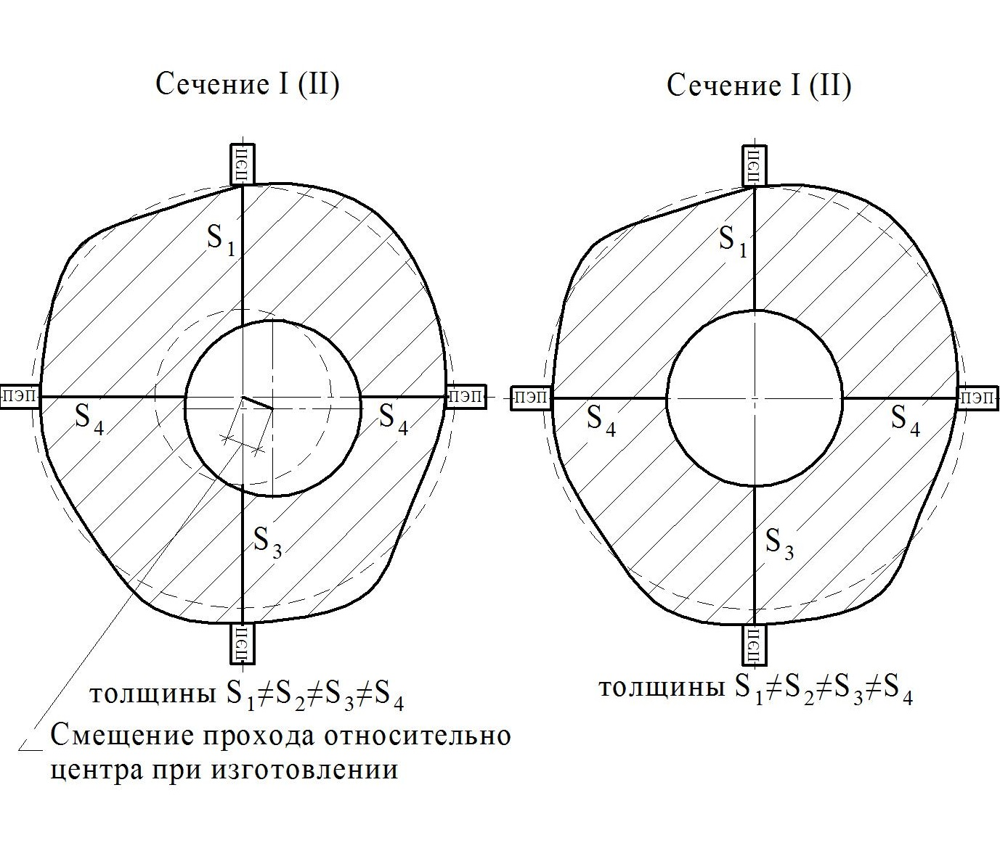 Сечение I (II)
Сечение I (II)
ПЭП
ПЭП
S1
S1
ПЭП
ПЭП
ПЭП
ПЭП
S4
S4
S4
S4
S3
S3
ПЭП
ПЭП
толщины S1≠S2≠S3≠S4
толщины S1≠S2≠S3≠S4
Смещение прохода относительно
центра при изготовлении